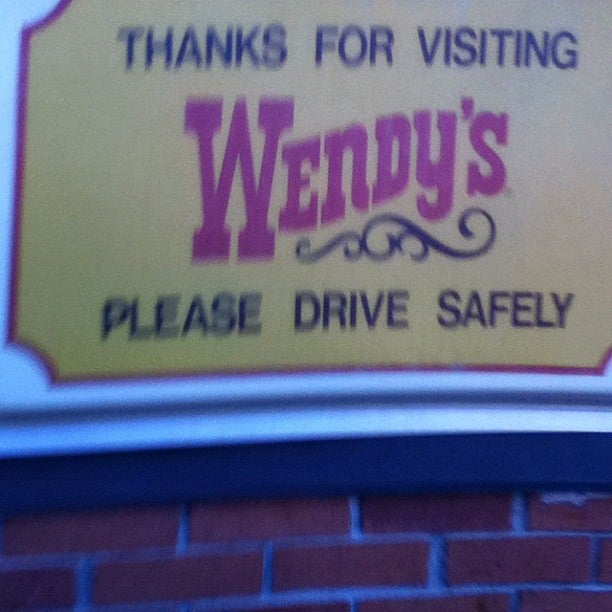 THANKS FOR VISITING
WENDY'S
PLEASE DRIVE SAFELY